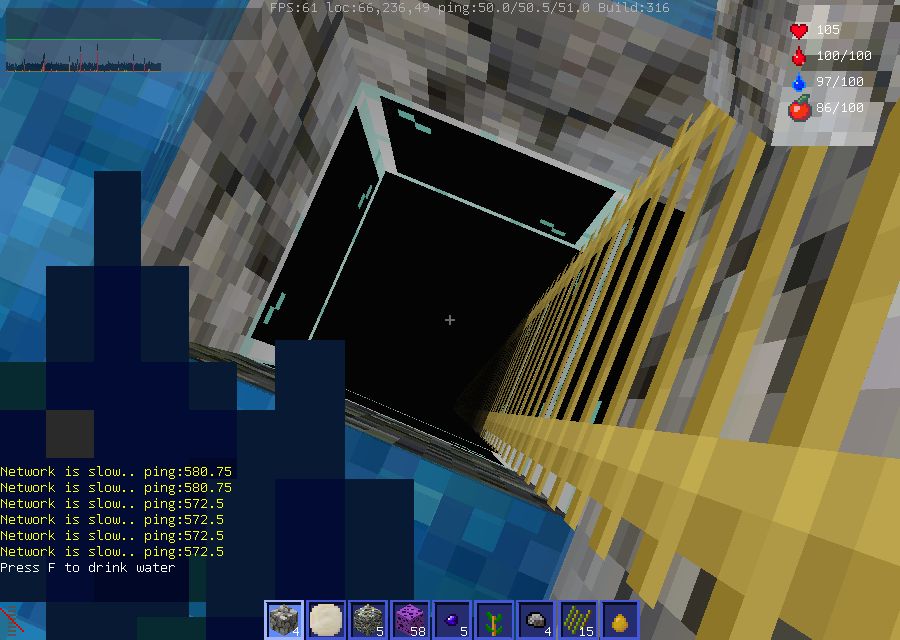 FPS:61 loc:66,236,49 ping:50.0/50.5/51.0 Build:316
105
100/100
97/100
86/100
Network is slow.. ping:580.75
Network is slow.. ping:580.75
Network is slow.. ping:572.5
Network is slow.. ping:572.5
Network is slow.. ping:572.5
Network is slow.. ping:572.5
Press F to drink water
4 5 58 5 4 15